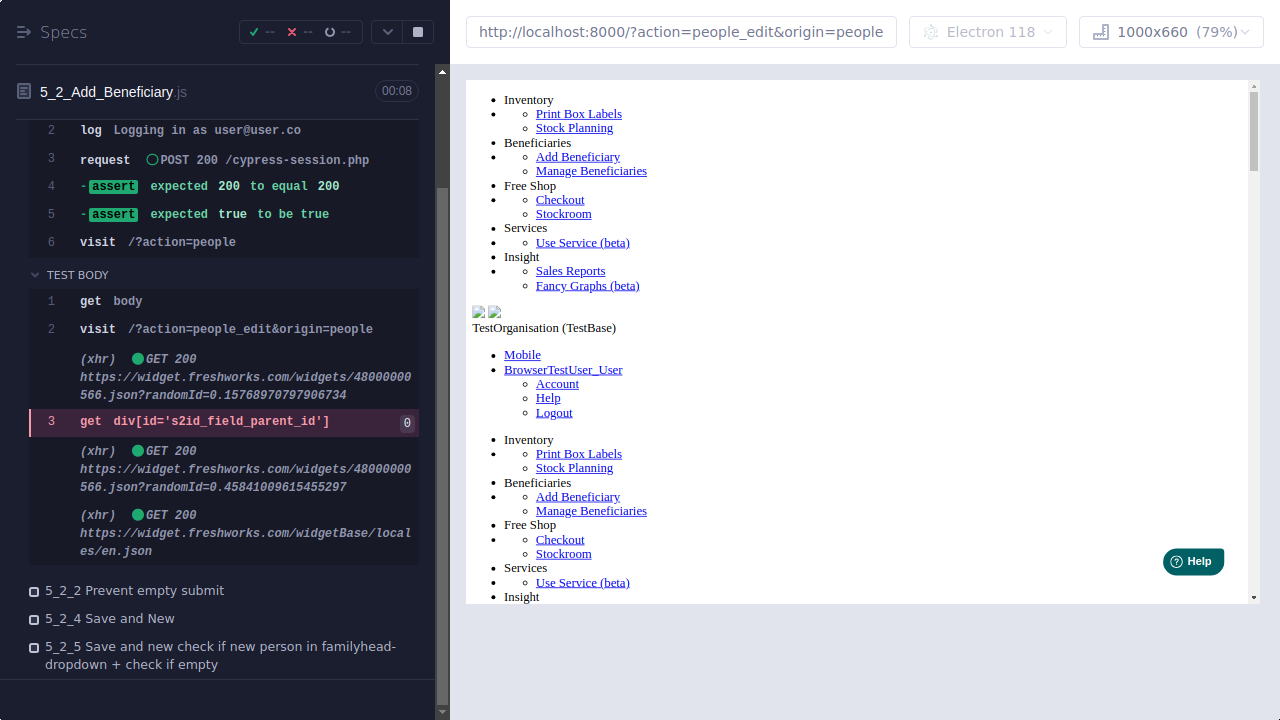 Specs
--
--
--
5_2_Add_Beneficiary.js
00:08
2 log Logging in as user@user.co
3 request POST 200 /cypress-session.php
4 -assert expected 200 to equal 200
5 -assert expected true to be true
6 visit /?action=people
TEST BODY
1 get body
2 visit /?action=people_edit&origin=people
(xhr) GET 200
https://widget.freshworks.com/widgets/48000000
566.json?randomId=0.15768970797906734
3 get div[id='s2id_field_parent_id'] 0
(xhr) GET 200
https://widget.freshworks.com/widgets/48000000
566.json?randomId=0.45841009615455297
(xhr) GET 200
https://widget.freshworks.com/widgetBase/local
es/en.json
5_2_2 Prevent empty submit
5_2_4 Save and New
5_2_5 Save and new check if new person in familyhead-
dropdown + check if empty
http://localhost:8000/?action=people_edit&origin=people
Electron 118
1000x660 (79%)
Inventory
Print Box Labels
Stock Planning
Beneficiaries
Add Beneficiary
Manage Beneficiaries
Free Shop
Checkout
Stockroom
Services
Use Service (beta)
Insight
Sales Reports
Fancy Graphs (beta)
TestOrganisation (TestBase)
Mobile
BrowserTestUser_User
Account
Help
Logout
Inventory
Print Box Labels
Stock Planning
Beneficiaries
Add Beneficiary
Manage Beneficiaries
Free Shop
Checkout
Stockroom
Services
Use Service (beta)
Insight
Help